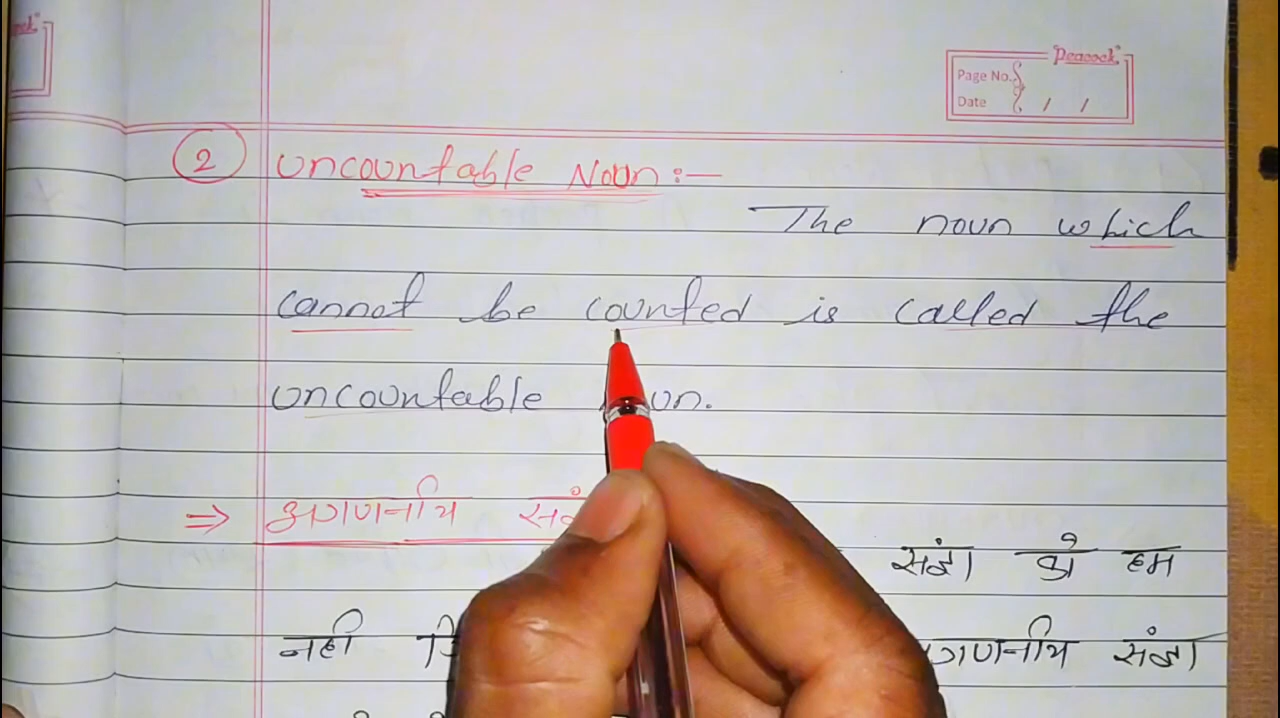 Peacock
Page No.
Date / /
2 Uncountable Noun :-
The noun which
cannot be counted is called the
uncountable
⇒ अगणनीय
संज्ञा को हम
नही
संज्ञा